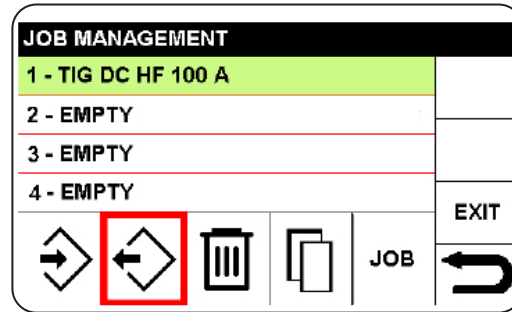 JOB MANAGEMENT
1 - TIG DC HF 100 A
2 - EMPTY
3 - EMPTY
4 - EMPTY
EXIT
JOB